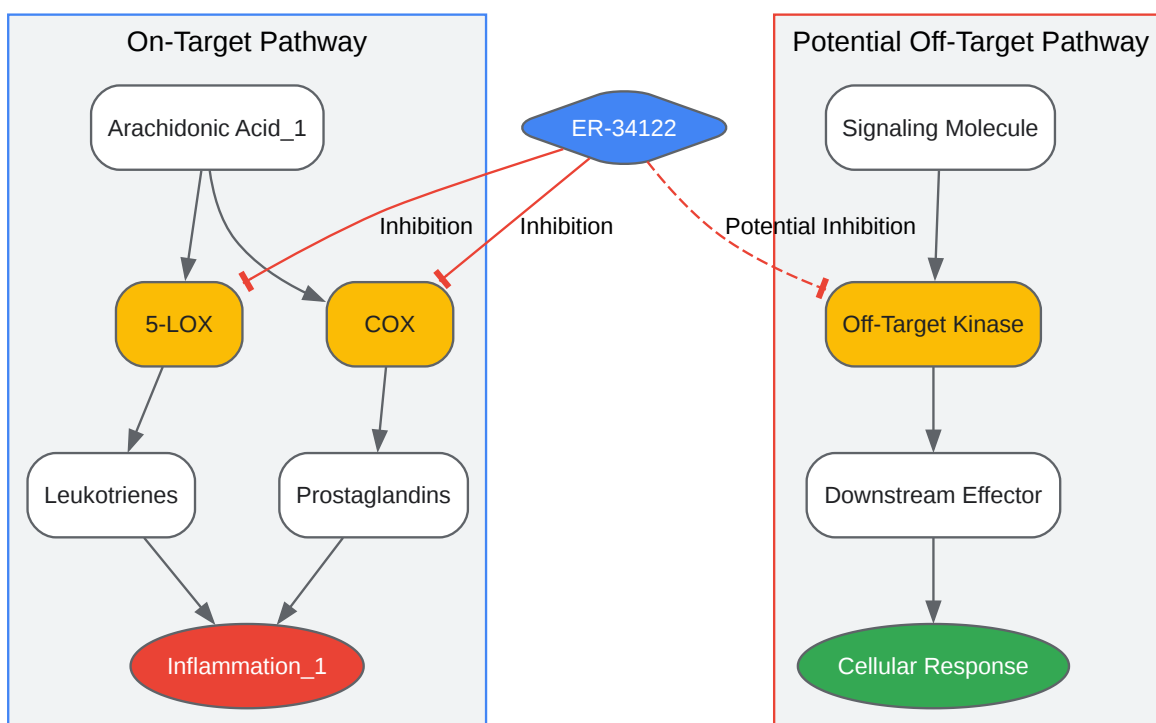 On-Target Pathway
Potential Off-Target Pathway
Arachidonic Acid_1
ER-34122
Signaling Molecule
Inhibition
Inhibition
Potential Inhibition
5-LOX
COX
Off-Target Kinase
Leukotrienes
Prostaglandins
Downstream Effector
Inflammation_1
Cellular Response